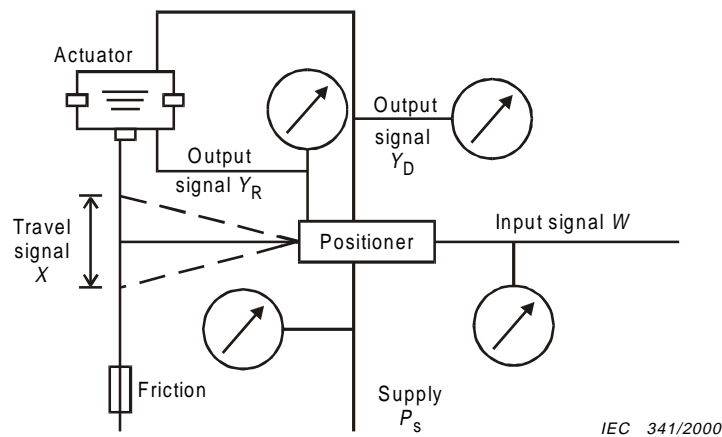 Actuator
Output
signal
Y_D
Output
signal Y_R
Travel
signal
X
Positioner
Input signal W
Friction
Supply
P_s
IEC 341/2000